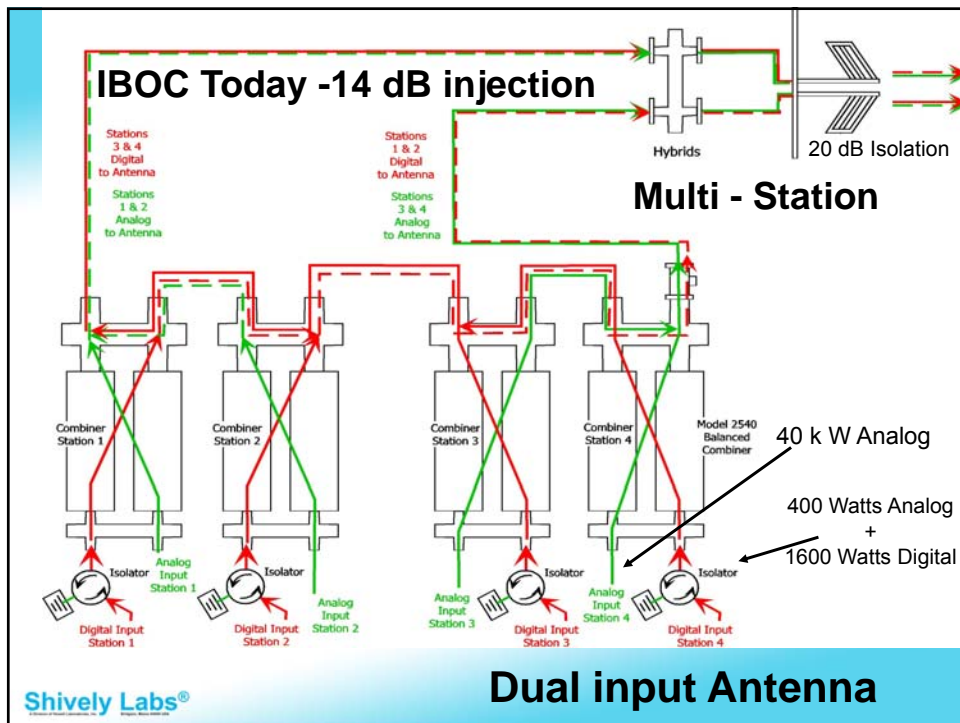 IBOC Today -14 dB injection
Stations
3 & 4
Digital
to Antenna
Stations
1 & 2
Analog
to Antenna
Stations
1 & 2
Digital
to Antenna
Stations
3 & 4
Analog
to Antenna
Hybrids
20 dB Isolation
Multi - Station
Combiner
Station 1
Combiner
Station 2
Combiner
Station 3
Combiner
Station 4
Model 2540
Balanced
Combiner
40 k W Analog
400 Watts Analog
+
1600 Watts Digital
Isolator
Analog
Input
Station 1
Digital Input
Station 1
Isolator
Analog
Input
Station 2
Digital Input
Station 2
Analog
Input
Station 3
Isolator
Digital Input
Station 3
Analog
Input
Station 4
Isolator
Digital Input
Station 4
Shively Labs®
Dual input Antenna